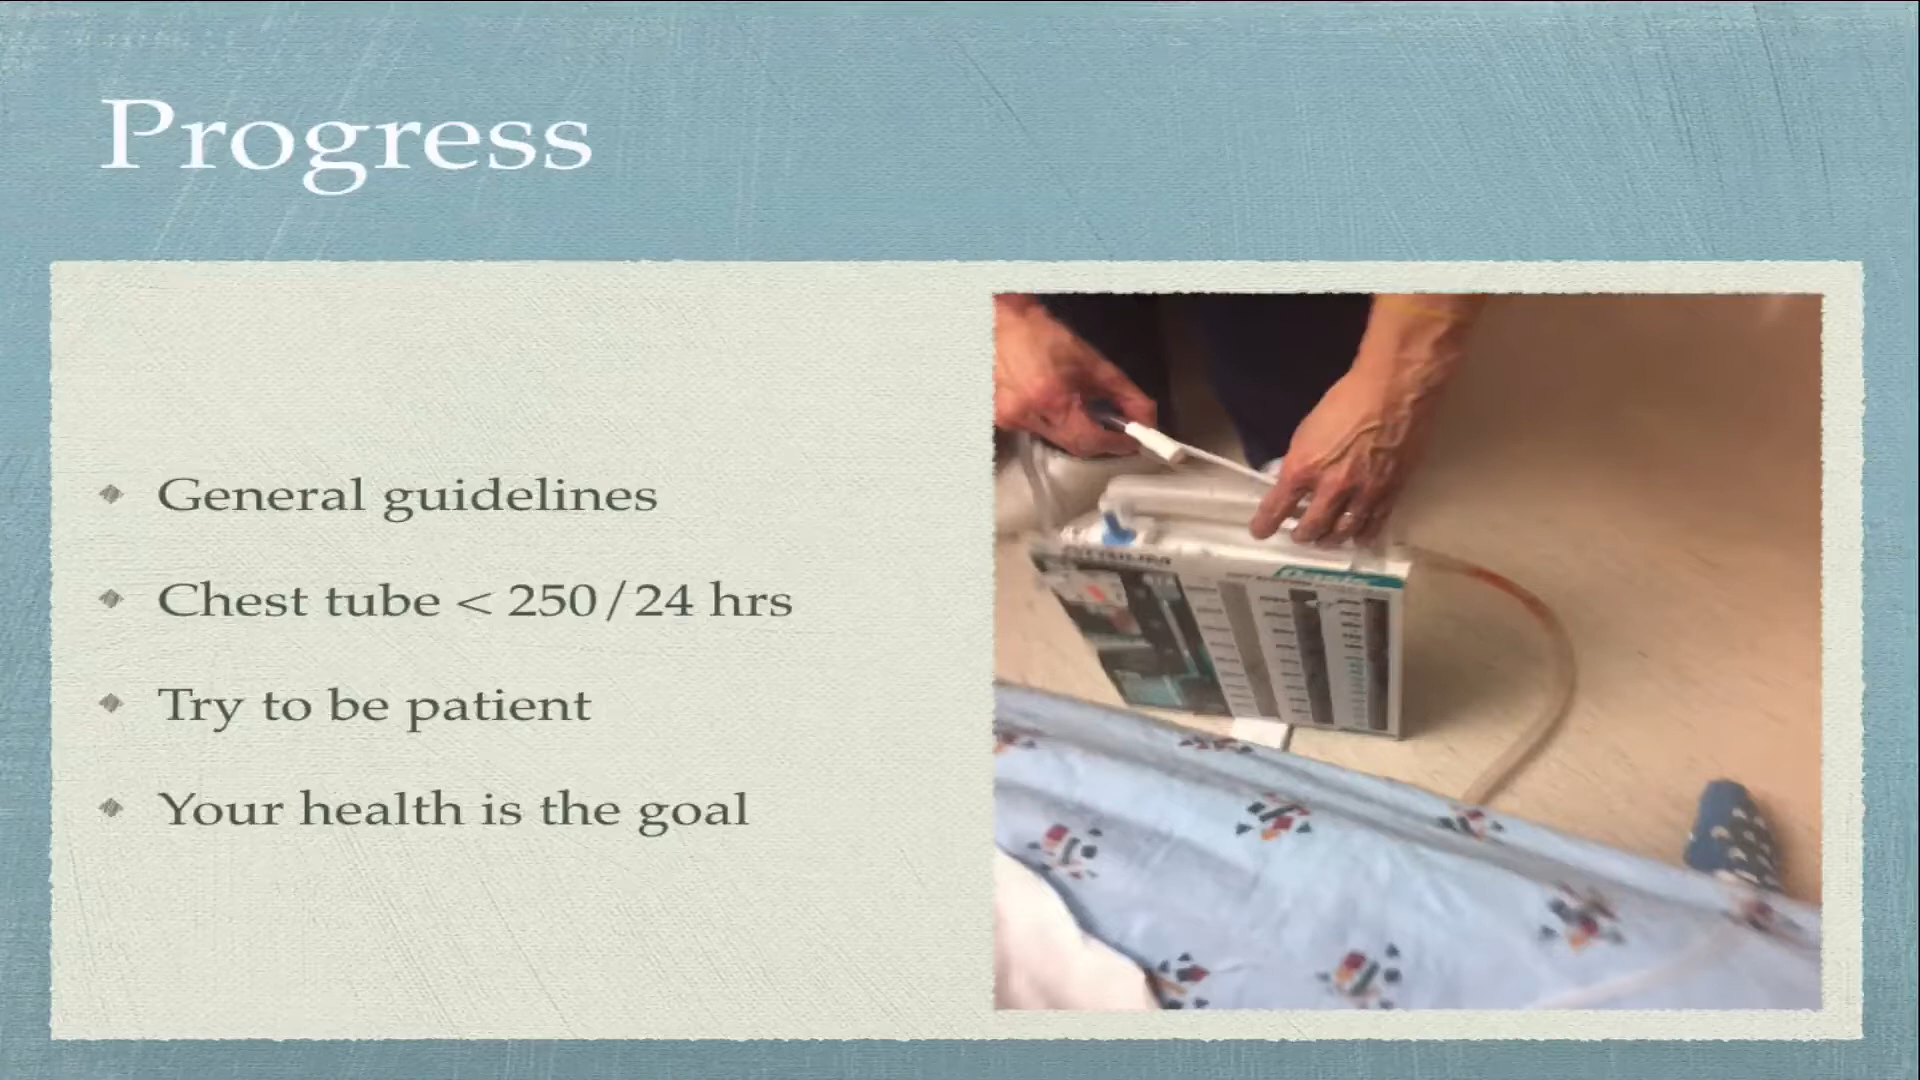 Progress
General guidelines
Chest tube < 250/24 hrs
Try to be patient
Your health is the goal